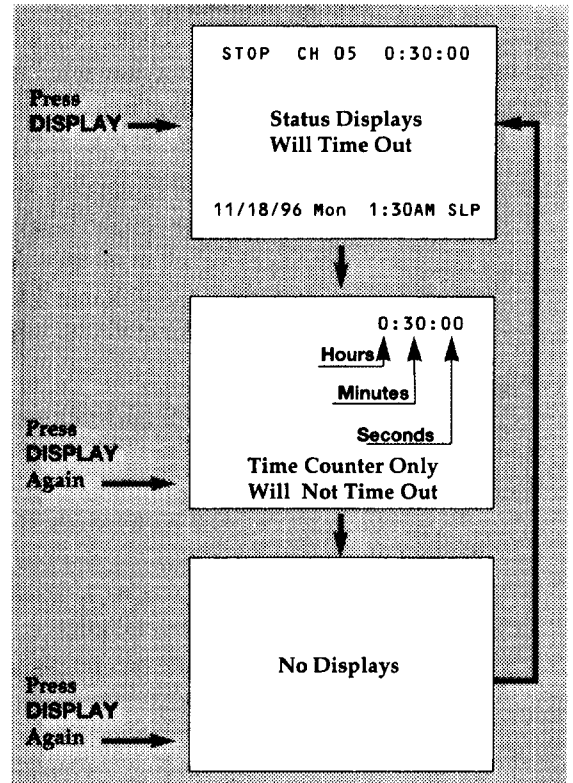 STOP CH 05 0:30:00
Press
DISPLAY
Status Displays
Will Time Out
11/18/96 Mon 1:30AM SLP
0:30:00
Hours
Minutes
Seconds
Press
DISPLAY
Again
Time Counter Only
Will Not Time Out
No Displays
Press
DISPLAY
Again